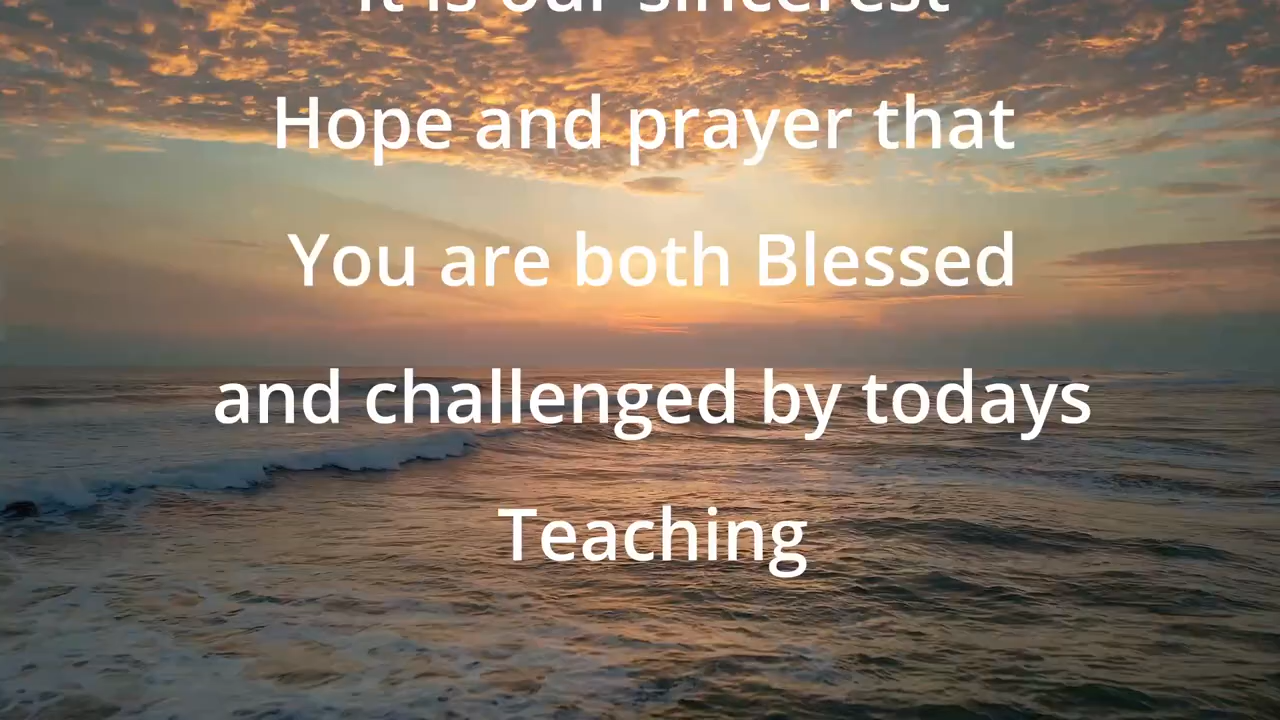 It is our sincerest
Hope and prayer that
You are both Blessed
and challenged by todays
Teaching